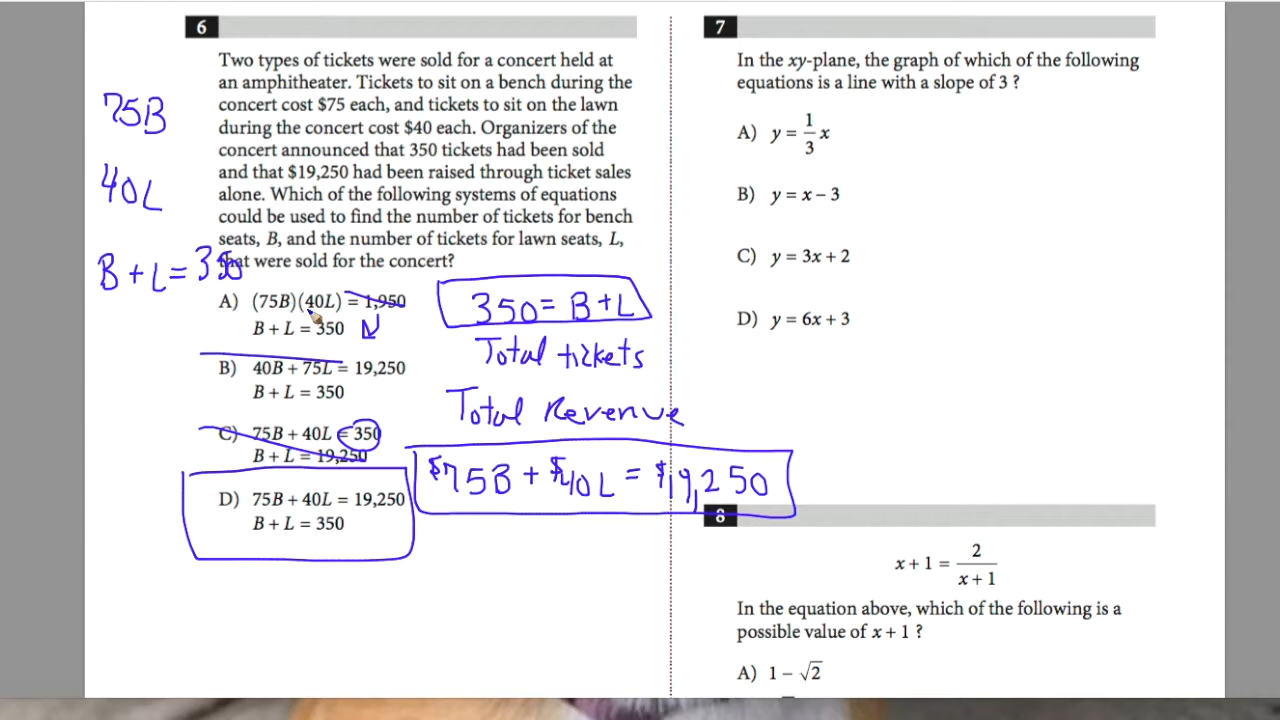 6
Two types of tickets were sold for a concert held at
an amphitheater. Tickets to sit on a bench during the
concert cost $75 each, and tickets to sit on the lawn
during the concert cost $40 each. Organizers of the
concert announced that 350 tickets had been sold
and that $19,250 had been raised through ticket sales
alone. Which of the following systems of equations
could be used to find the number of tickets for bench
seats, B, and the number of tickets for lawn seats, L,
that were sold for the concert?
75B
40L
B + L = 350
A) (75B)(40L) = 1,950
B + L = 350
B) 40B + 75L = 19,250
B + L = 350
C) 75B + 40L = 350
B + L = 19,250
D) 75B + 40L = 19,250
B + L = 350
350 = B + L
Total tickets
Total Revenue
$75B + $40L = $19,250
7
In the xy-plane, the graph of which of the following
equations is a line with a slope of 3 ?
A) y = 1/3 x
B) y = x − 3
C) y = 3x + 2
D) y = 6x + 3
8
x + 1 = 2/(x + 1)
In the equation above, which of the following is a
possible value of x + 1 ?
A) 1 − √2